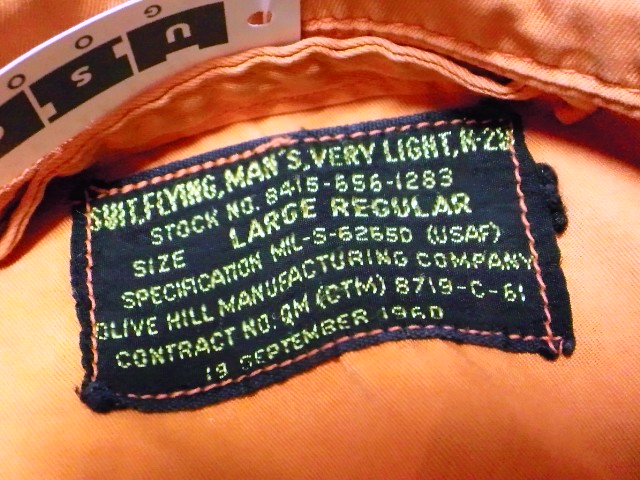 SUIT, FLYING, MAN'S, VERY LIGHT, K-2B
STOCK NO. 8415-656-1283
SIZE LARGE REGULAR
SPECIFICATION MIL-S-6265D (USAF)
OLIVE HILL MANUFACTURING COMPANY
CONTRACT NO. QM (CTM) 8719-C-61
19 SEPTEMBER 1960